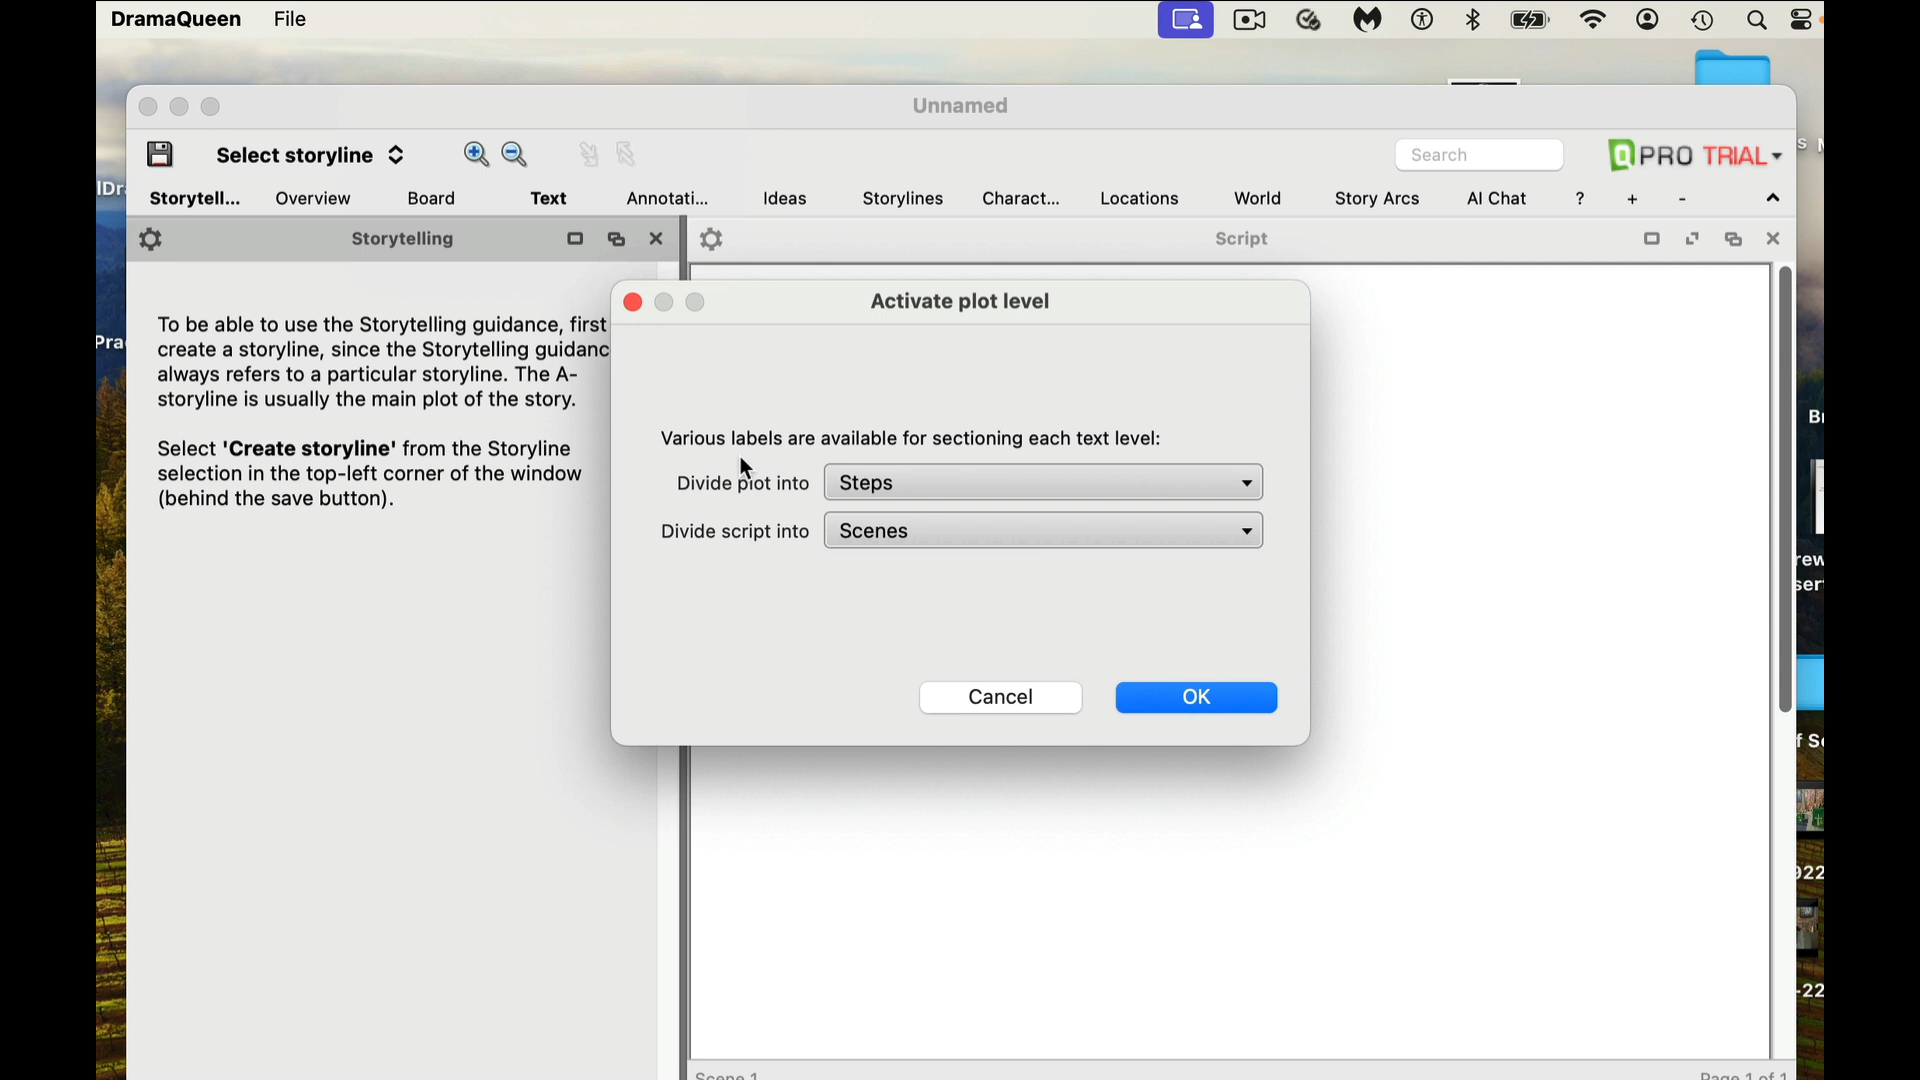 DramaQueen File
Unnamed
Select storyline
Search
PRO TRIAL
Storytell... Overview Board Text Annotati... Ideas Storylines Charact... Locations World Story Arcs AI Chat ? + -
Storytelling
Script
To be able to use the Storytelling guidance, first
create a storyline, since the Storytelling guidanc
always refers to a particular storyline. The A-
storyline is usually the main plot of the story.
Select 'Create storyline' from the Storyline
selection in the top-left corner of the window
(behind the save button).
Activate plot level
Various labels are available for sectioning each text level:
Divide plot into Steps
Divide script into Scenes
Cancel OK
Scene 1
Page 1 of 1